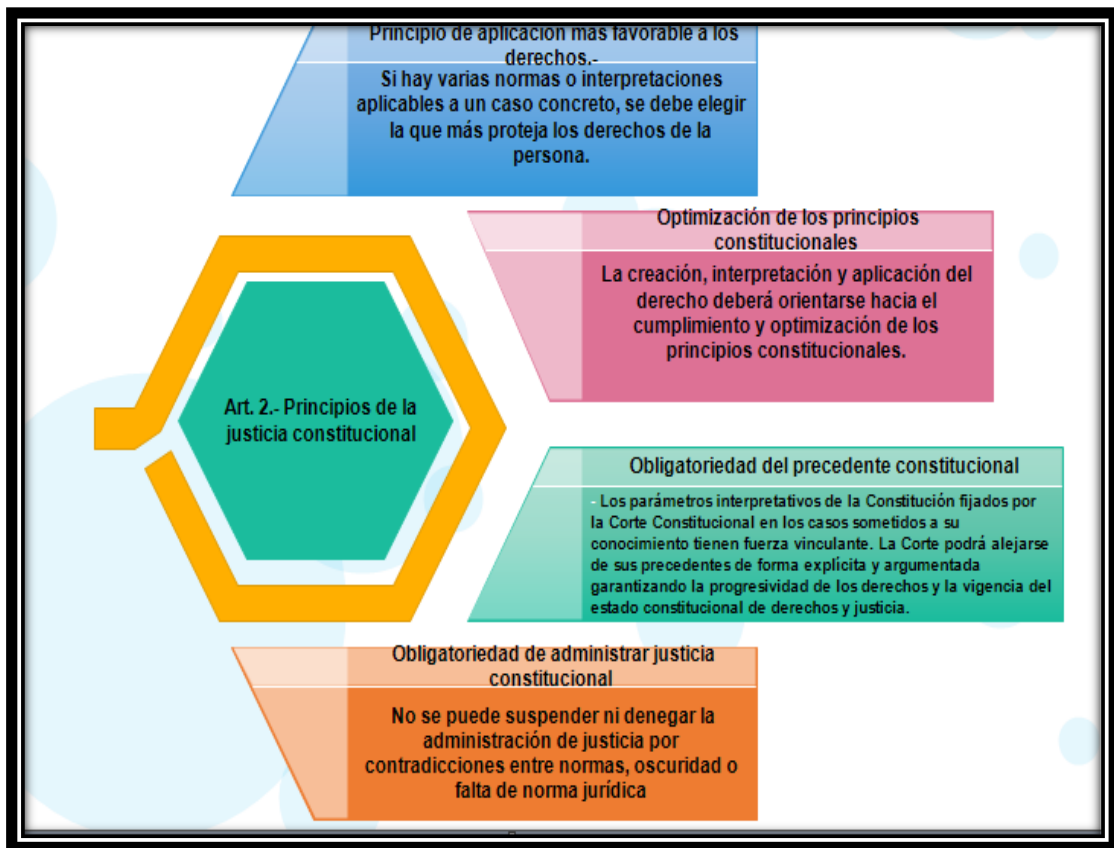 Principio de aplicación más favorable a los
derechos.-
Si hay varias normas o interpretaciones
aplicables a un caso concreto, se debe elegir
la que más proteja los derechos de la
persona.
Optimización de los principios
constitucionales
La creación, interpretación y aplicación del
derecho deberá orientarse hacia el
cumplimiento y optimización de los
principios constitucionales.
Art. 2.- Principios de la
justicia constitucional
Obligatoriedad del precedente constitucional
- Los parámetros interpretativos de la Constitución fijados por
la Corte Constitucional en los casos sometidos a su
conocimiento tienen fuerza vinculante. La Corte podrá alejarse
de sus precedentes de forma explícita y argumentada
garantizando la progresividad de los derechos y la vigencia del
estado constitucional de derechos y justicia.
Obligatoriedad de administrar justicia
constitucional
No se puede suspender ni denegar la
administración de justicia por
contradicciones entre normas, oscuridad o
falta de norma jurídica